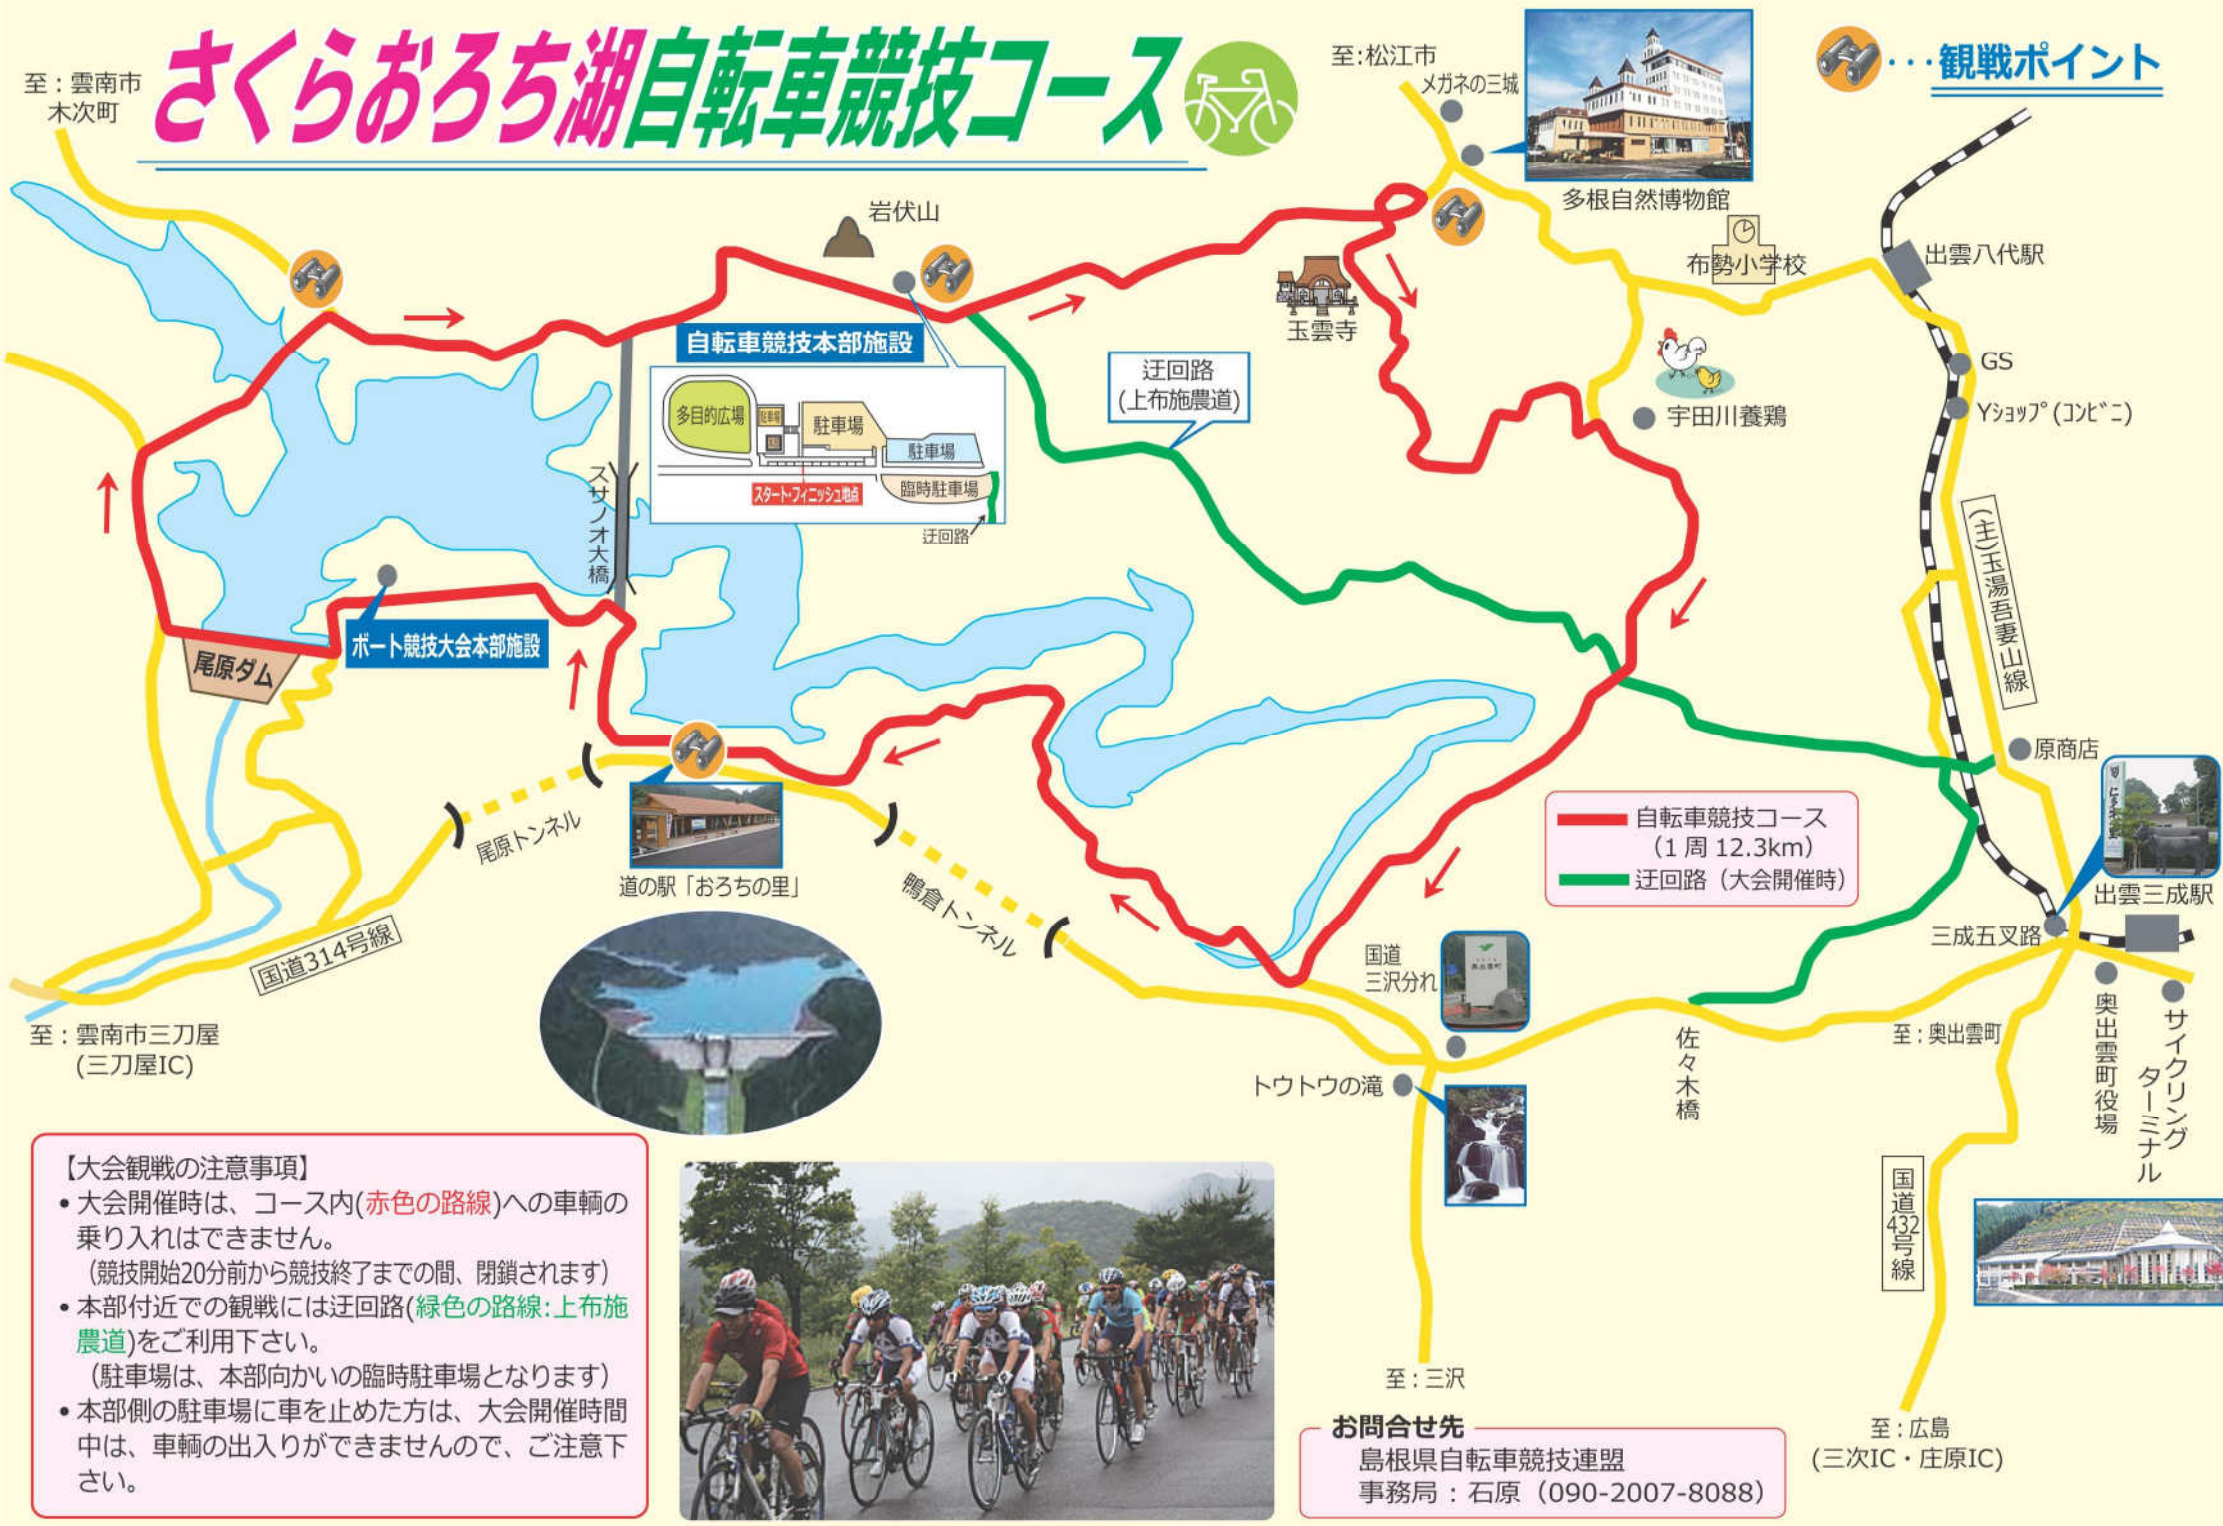 さくらおろち湖自転車競技コース
至：雲南市
木次町
至：松江市
メガネの三城
･･･観戦ポイント
多根自然博物館
岩伏山
布勢小学校
出雲八代駅
玉雲寺
自転車競技本部施設
GS
迂回路
(上布施農道)
Yｼｮｯﾌﾟ(ｺﾝﾋﾞﾆ)
宇田川養鶏
多目的広場
駐車場
駐車場
駐車場
スタート・フィニッシュ地点
臨時駐車場
迂回路
スサノオ大橋
(主)玉湯吾妻山線
ボート競技大会本部施設
尾原ダム
原商店
自転車競技コース
（1 周 12.3km）
迂回路（大会開催時）
尾原トンネル
道の駅「おろちの里」
鴨倉トンネル
出雲三成駅
三成五叉路
国道314号線
国道
三沢分れ
奥出雲町
至：雲南市三刀屋
(三刀屋IC)
佐々木橋
至：奥出雲町
奥出雲町役場
サイクリング
ターミナル
トウトウの滝
国道432号線
【大会観戦の注意事項】
• 大会開催時は、コース内(赤色の路線)への車輌の
乗り入れはできません。
（競技開始20分前から競技終了までの間、閉鎖されます）
• 本部付近での観戦には迂回路(緑色の路線：上布施
農道)をご利用下さい。
（駐車場は、本部向かいの臨時駐車場となります）
• 本部側の駐車場に車を止めた方は、大会開催時間
中は、車輌の出入りができませんので、ご注意下
さい。
至：三沢
お問合せ先
島根県自転車競技連盟
事務局：石原（090-2007-8088）
至：広島
(三次IC・庄原IC)